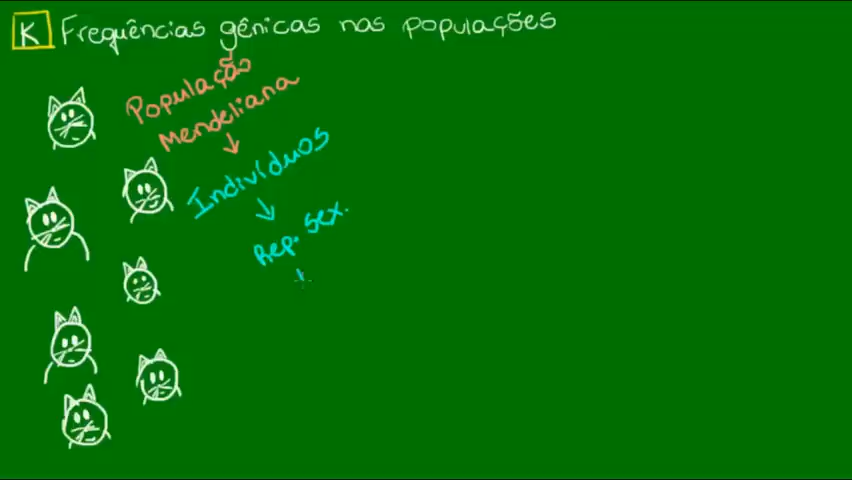 K Frequências gênicas nas populações
População
Mendeliana
Indivíduos
Rep. sex.